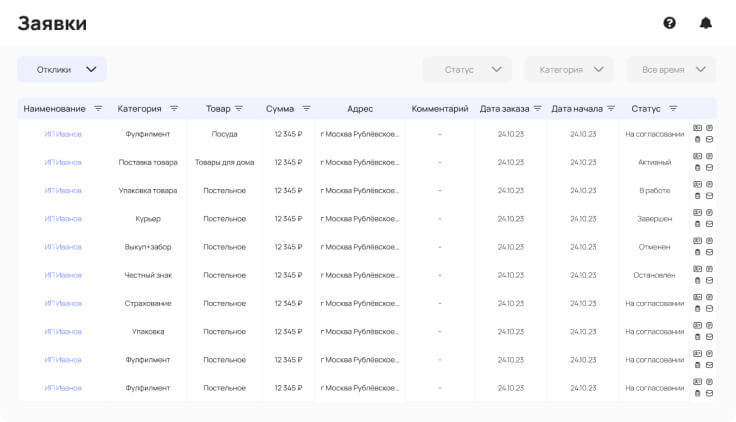 Заявки
Отклики Статус Категория Все время
Наименование Категория Товар Сумма Адрес Комментарий Дата заказа Дата начала Статус
ИП Иванов Фулфилмент Посуда 12 345 ₽ г Москва Рублёвское... - 24.10.23 24.10.23 На согласовании
ИП Иванов Поставка товара Товары для дома 12 345 ₽ г Москва Рублёвское... - 24.10.23 24.10.23 Активный
ИП Иванов Упаковка товара Постельное 12 345 ₽ г Москва Рублёвское... - 24.10.23 24.10.23 В работе
ИП Иванов Курьер Постельное 12 345 ₽ г Москва Рублёвское... - 24.10.23 24.10.23 Завершен
ИП Иванов Выкуп+забор Постельное 12 345 ₽ г Москва Рублёвское... - 24.10.23 24.10.23 Отменен
ИП Иванов Честный знак Постельное 12 345 ₽ г Москва Рублёвское... - 24.10.23 24.10.23 Остановлен
ИП Иванов Страхование Постельное 12 345 ₽ г Москва Рублёвское... - 24.10.23 24.10.23 На согласовании
ИП Иванов Упаковка Постельное 12 345 ₽ г Москва Рублёвское... - 24.10.23 24.10.23 На согласовании
ИП Иванов Фулфилмент Постельное 12 345 ₽ г Москва Рублёвское... - 24.10.23 24.10.23 На согласовании
ИП Иванов Фулфилмент Постельное 12 345 ₽ г Москва Рублёвское... - 24.10.23 24.10.23 На согласовании